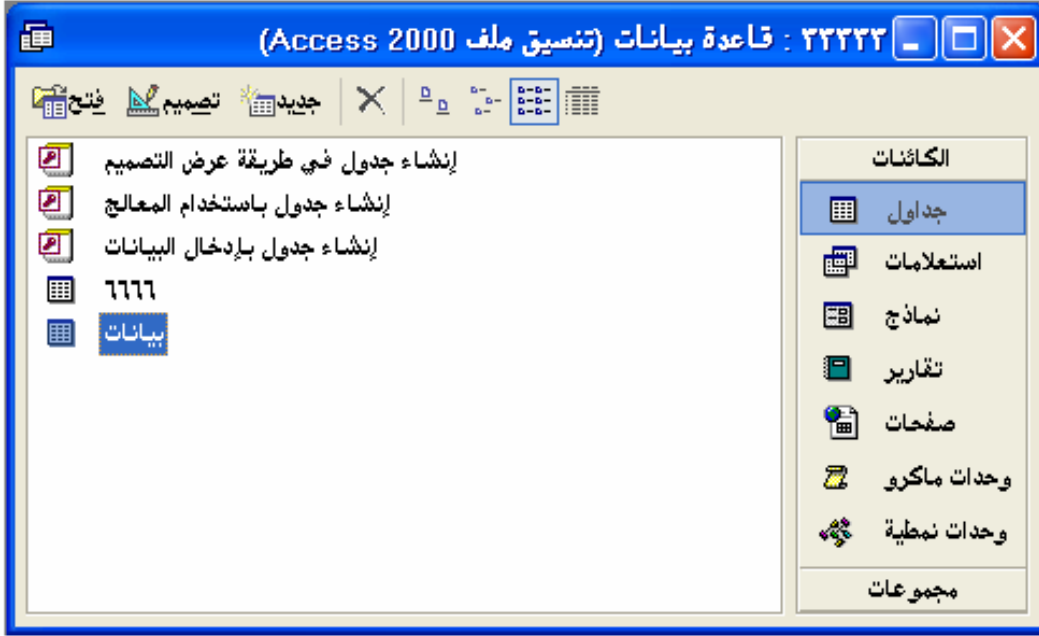 ٢٢٢٢٢ : قاعدة بيانات (تنسيق ملف Access 2000)
فتح تصميم جديد
الكائنات
جداول
استعلامات
نماذج
تقارير
صفحات
وحدات ماكرو
وحدات نمطية
مجموعات
إنشاء جدول في طريقة عرض التصميم
إنشاء جدول باستخدام المعالج
إنشاء جدول بإدخال البيانات
٦٦٦٦
بيانات